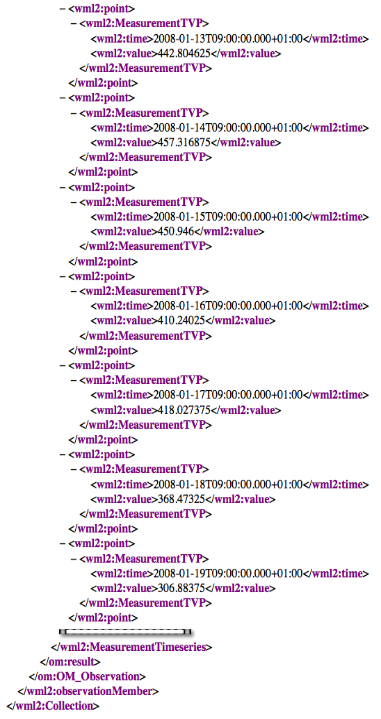 − <wml2:point>
− <wml2:MeasurementTVP>
<wml2:time>2008-01-13T09:00:00.000+01:00</wml2:time>
<wml2:value>442.804625</wml2:value>
</wml2:MeasurementTVP>
</wml2:point>
− <wml2:point>
− <wml2:MeasurementTVP>
<wml2:time>2008-01-14T09:00:00.000+01:00</wml2:time>
<wml2:value>457.316875</wml2:value>
</wml2:MeasurementTVP>
</wml2:point>
− <wml2:point>
− <wml2:MeasurementTVP>
<wml2:time>2008-01-15T09:00:00.000+01:00</wml2:time>
<wml2:value>450.946</wml2:value>
</wml2:MeasurementTVP>
</wml2:point>
− <wml2:point>
− <wml2:MeasurementTVP>
<wml2:time>2008-01-16T09:00:00.000+01:00</wml2:time>
<wml2:value>410.24025</wml2:value>
</wml2:MeasurementTVP>
</wml2:point>
− <wml2:point>
− <wml2:MeasurementTVP>
<wml2:time>2008-01-17T09:00:00.000+01:00</wml2:time>
<wml2:value>418.027375</wml2:value>
</wml2:MeasurementTVP>
</wml2:point>
− <wml2:point>
− <wml2:MeasurementTVP>
<wml2:time>2008-01-18T09:00:00.000+01:00</wml2:time>
<wml2:value>368.47325</wml2:value>
</wml2:MeasurementTVP>
</wml2:point>
− <wml2:point>
− <wml2:MeasurementTVP>
<wml2:time>2008-01-19T09:00:00.000+01:00</wml2:time>
<wml2:value>306.88375</wml2:value>
</wml2:MeasurementTVP>
</wml2:point>
</wml2:MeasurementTimeseries>
</om:result>
</om:OM_Observation>
</wml2:observationMember>
</wml2:Collection>